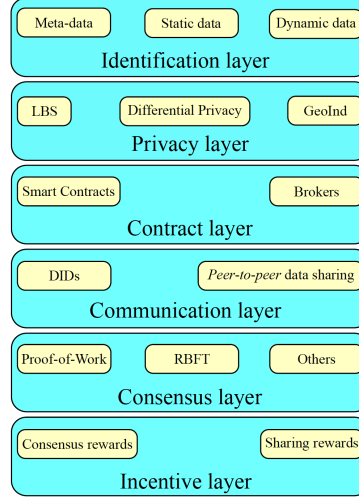 Meta-data Static data Dynamic data
Identification layer
LBS Differential Privacy GeoInd
Privacy layer
Smart Contracts Brokers
Contract layer
DIDs Peer-to-peer data sharing
Communication layer
Proof-of-Work RBFT Others
Consensus layer
Consensus rewards Sharing rewards
Incentive layer